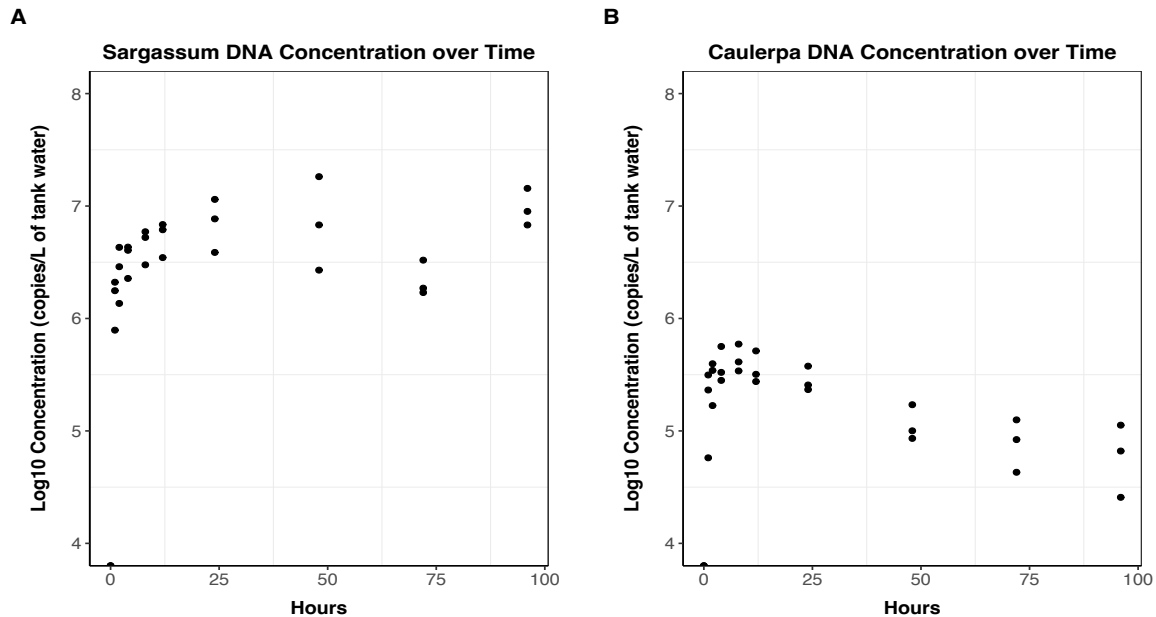 A
Sargassum DNA Concentration over Time
Log10 Concentration (copies/L of tank water)
8
7
6
5
4
0 25 50 75 100
Hours
B
Caulerpa DNA Concentration over Time
Log10 Concentration (copies/L of tank water)
8
7
6
5
4
0 25 50 75 100
Hours